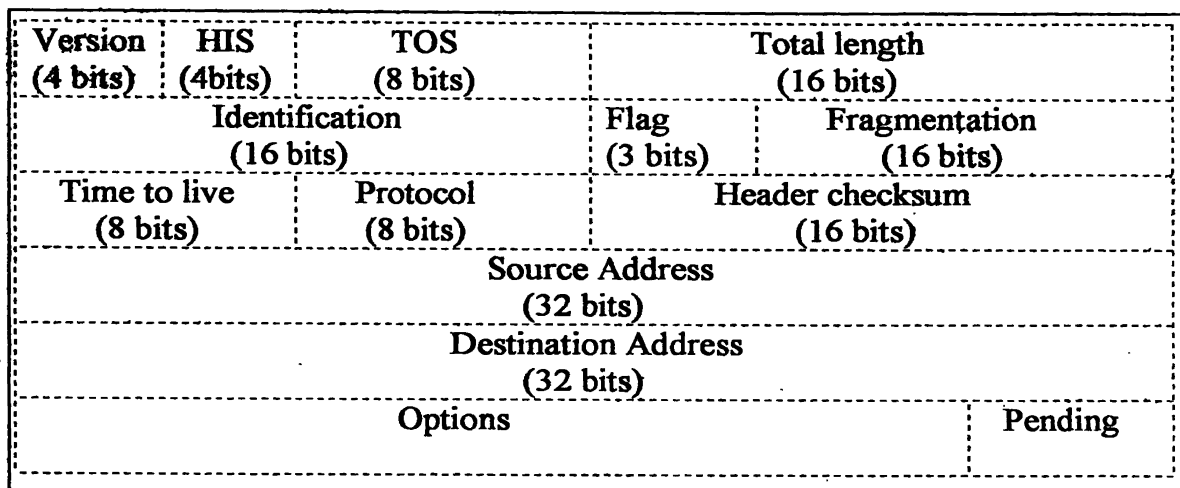 Version HIS TOS Total length
(4 bits) (4bits) (8 bits) (16 bits)
Identification Flag Fragmentation
(16 bits) (3 bits) (16 bits)
Time to live Protocol Header checksum
(8 bits) (8 bits) (16 bits)
Source Address
(32 bits)
Destination Address
(32 bits)
Options Pending